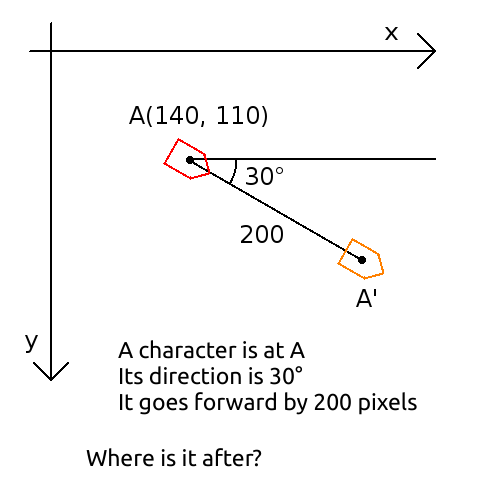 x
A(140, 110)
30°
200
A'
y
A character is at A
Its direction is 30°
It goes forward by 200 pixels
Where is it after?